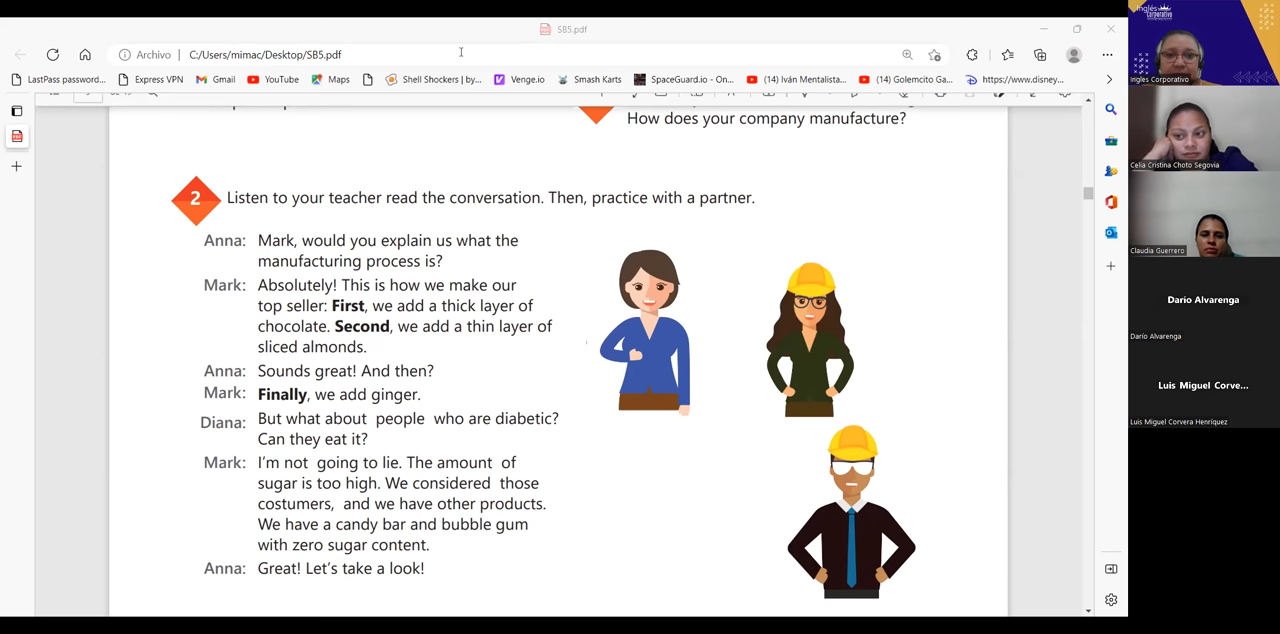 SB5.pdf
Archivo
C:/Users/mimac/Desktop/SB5.pdf
LastPass password...
Express VPN
Gmail
YouTube
Maps
Shell Shockers | by...
Venge.io
Smash Karts
SpaceGuard.io - On...
(14) Iván Mentalista...
(14) Golemcito Ga...
https://www.disney...
How does your company manufacture?
2
Listen to your teacher read the conversation. Then, practice with a partner.
Anna: Mark, would you explain us what the
manufacturing process is?
Mark: Absolutely! This is how we make our
top seller: First, we add a thick layer of
chocolate. Second, we add a thin layer of
sliced almonds.
Anna: Sounds great! And then?
Mark: Finally, we add ginger.
Diana: But what about people who are diabetic?
Can they eat it?
Mark: I'm not going to lie. The amount of
sugar is too high. We considered those
costumers, and we have other products.
We have a candy bar and bubble gum
with zero sugar content.
Anna: Great! Let's take a look!
Inglés
Corporativo
Ingles Corporativo
Celia Cristina Choto Segovia
Claudia Guerrero
Darío Alvarenga
Darío Alvarenga
Luis Miguel Corve...
Luis Miguel Corvera Henríquez